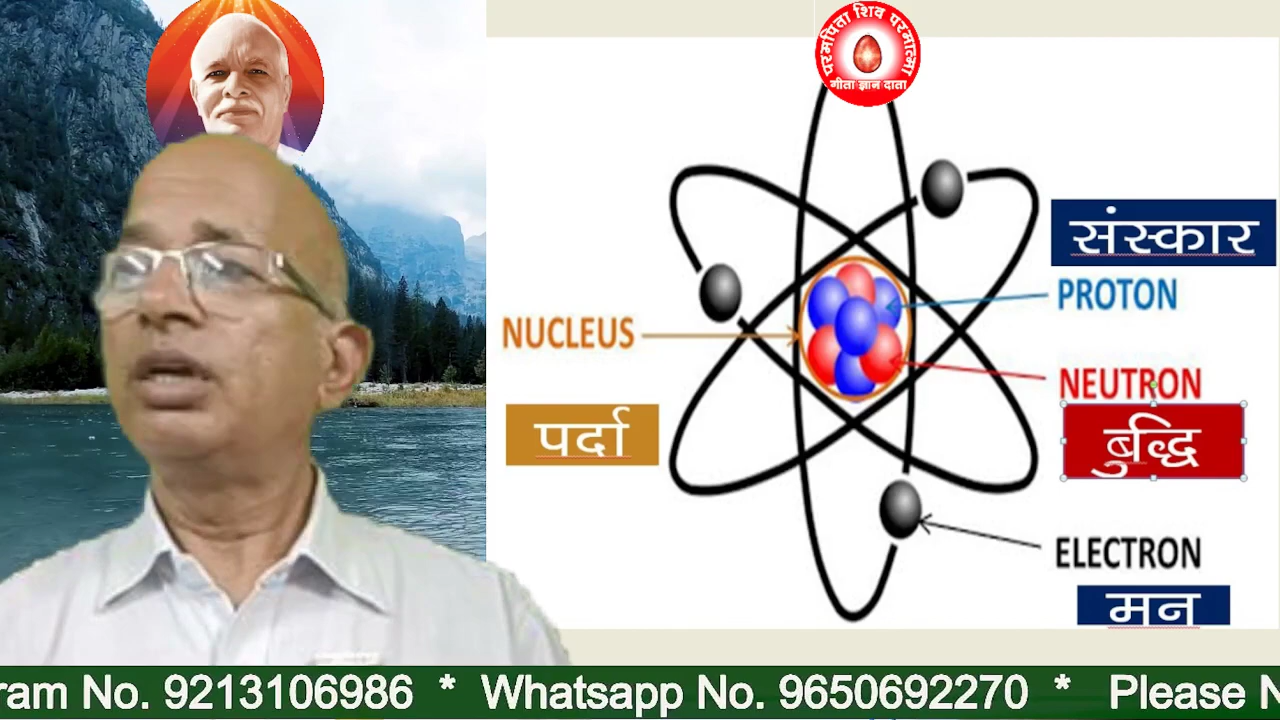 परमपिता शिव परमात्मा
गीता ज्ञान दाता
संस्कार
PROTON
NUCLEUS
NEUTRON
पर्दा
बुद्धि
ELECTRON
मन
ram No. 9213106986 * Whatsapp No. 9650692270 * Please N